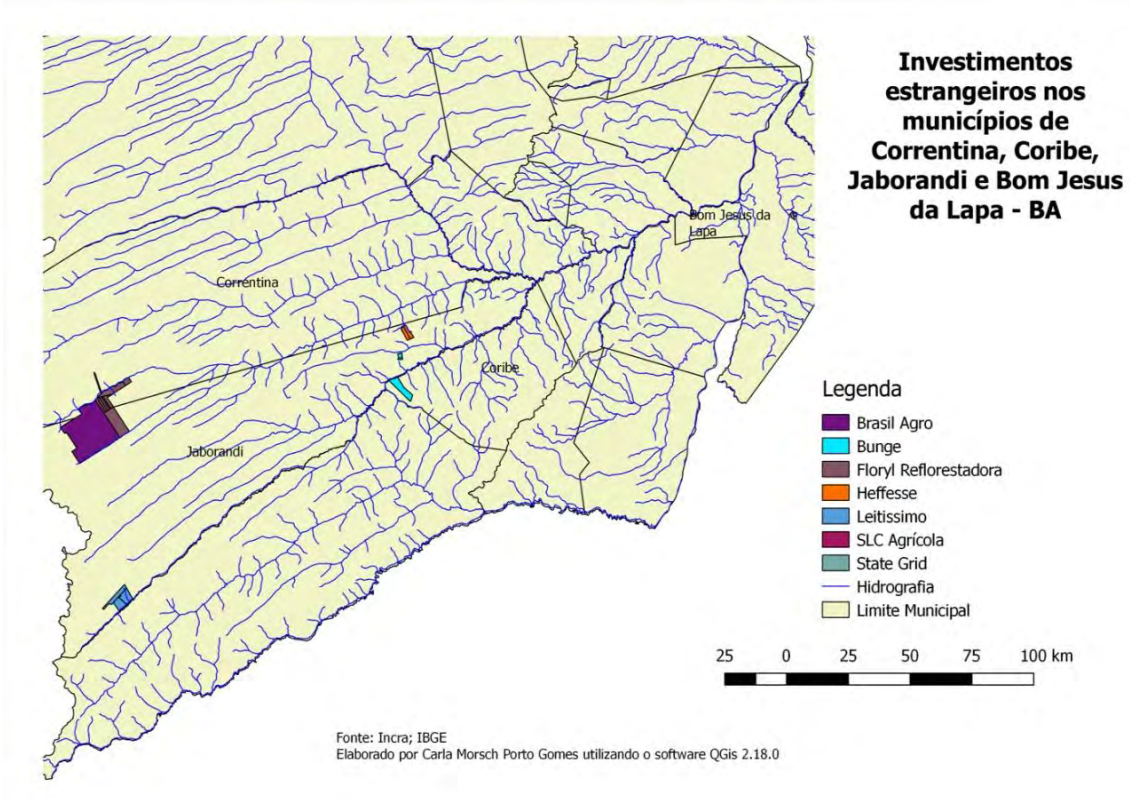 Investimentos
estrangeiros nos
municípios de
Correntina, Coribe,
Jaborandi e Bom Jesus
da Lapa - BA
Bom Jesus da
Lapa
Correntina
Coribe
Jaborandi
Legenda
Brasil Agro
Bunge
Floryl Reflorestadora
Heffesse
Leitissimo
SLC Agrícola
State Grid
Hidrografia
Limite Municipal
25 0 25 50 75 100 km
Fonte: Incra; IBGE
Elaborado por Carla Morsch Porto Gomes utilizando o software QGis 2.18.0